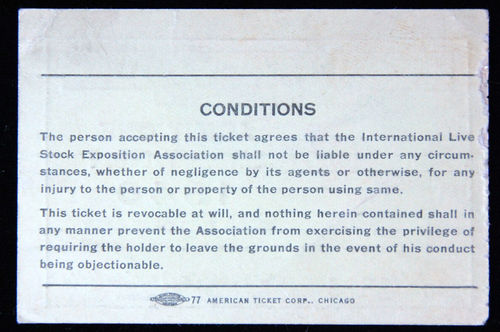 CONDITIONS
The person accepting this ticket agrees that the International Live
Stock Exposition Association shall not be liable under any circum-
stances, whether of negligence by its agents or otherwise, for any
injury to the person or property of the person using same.
This ticket is revocable at will, and nothing herein contained shall in
any manner prevent the Association from exercising the privilege of
requiring the holder to leave the grounds in the event of his conduct
being objectionable.
77 AMERICAN TICKET CORP., CHICAGO